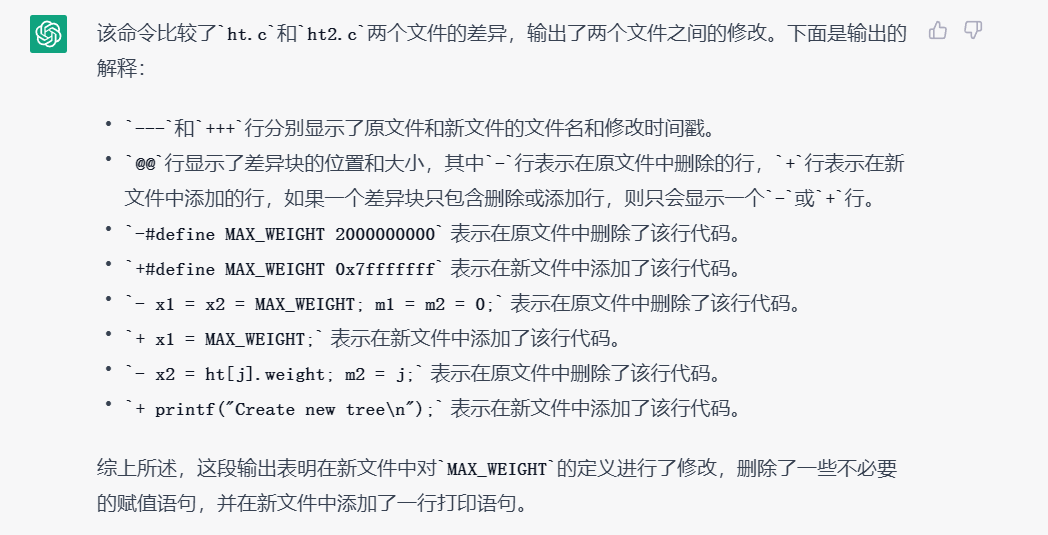 该命令比较了`ht.c`和`ht2.c`两个文件的差异，输出了两个文件之间的修改。下面是输出的
解释：
• `---`和`+++`行分别显示了原文件和新文件的文件名和修改时间戳。
• `@@`行显示了差异块的位置和大小，其中`-`行表示在原文件中删除的行，`+`行表示在新
文件中添加的行，如果一个差异块只包含删除或添加行，则只会显示一个`-`或`+`行。
• `-#define MAX_WEIGHT 2000000000` 表示在原文件中删除了该行代码。
• `+#define MAX_WEIGHT 0x7fffffff` 表示在新文件中添加了该行代码。
• `- x1 = x2 = MAX_WEIGHT; m1 = m2 = 0;` 表示在原文件中删除了该行代码。
• `+ x1 = MAX_WEIGHT;` 表示在新文件中添加了该行代码。
• `- x2 = ht[j].weight; m2 = j;` 表示在原文件中删除了该行代码。
• `+ printf("Create new tree\n");` 表示在新文件中添加了该行代码。
综上所述，这段输出表明在新文件中对`MAX_WEIGHT`的定义进行了修改，删除了一些不必要
的赋值语句，并在新文件中添加了一行打印语句。